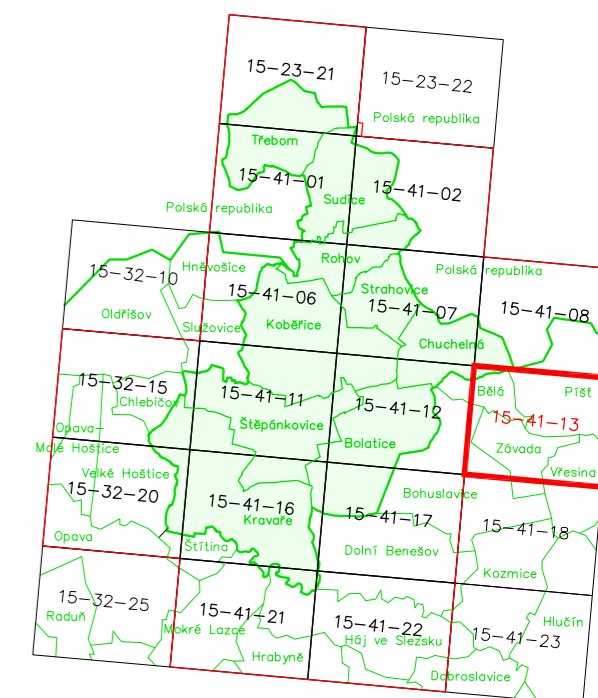 15-23-21
15-23-22
Polská republika
Třebom
15-41-01
15-41-02
Sudice
Polská republika
Rohov
Polská republika
Hněvošice
15-32-10
15-41-06
Strahovice
15-41-07
15-41-08
Oldřišov
Služovice
Kobeřice
Chuchelná
15-32-15
Chlebičov
15-41-11
15-41-12
Bělá
Píšť
15-41-13
Opava-
Malé Hoštice
Štěpánkovice
Bolatice
Závada
Velké Hoštice
Vřesina
15-32-20
15-41-16
Bohuslavice
Kravaře
15-41-17
15-41-18
Opava
Štítina
Dolní Benešov
Kozmice
15-32-25
Raduň
15-41-21
Mokré Lazce
15-41-22
Háj ve Slezsku
15-41-23
Hlučín
Hrabyně
Dobroslavice